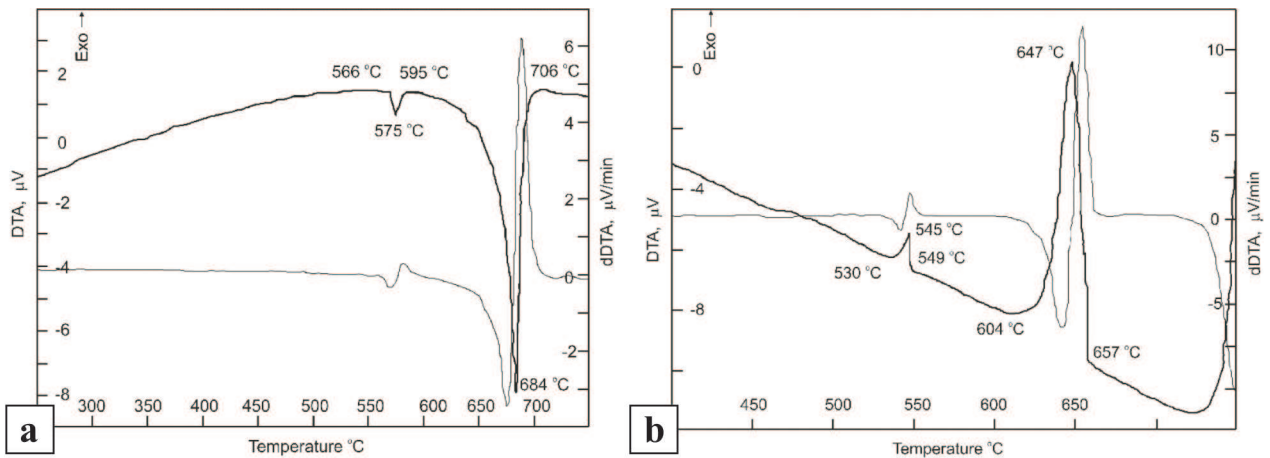 Exo →
566 °C
595 °C
706 °C
575 °C
684 °C
2
0
-2
-4
-6
-8
DTA, µV
6
4
2
0
-2
dDTA, µV/min
300 350 400 450 500 550 600 650 700
Temperature °C
a
Exo →
647 °C
545 °C
530 °C
549 °C
604 °C
657 °C
0
-4
-8
DTA, µV
10
5
0
-5
dDTA, µV/min
450 500 550 600 650
Temperature °C
b